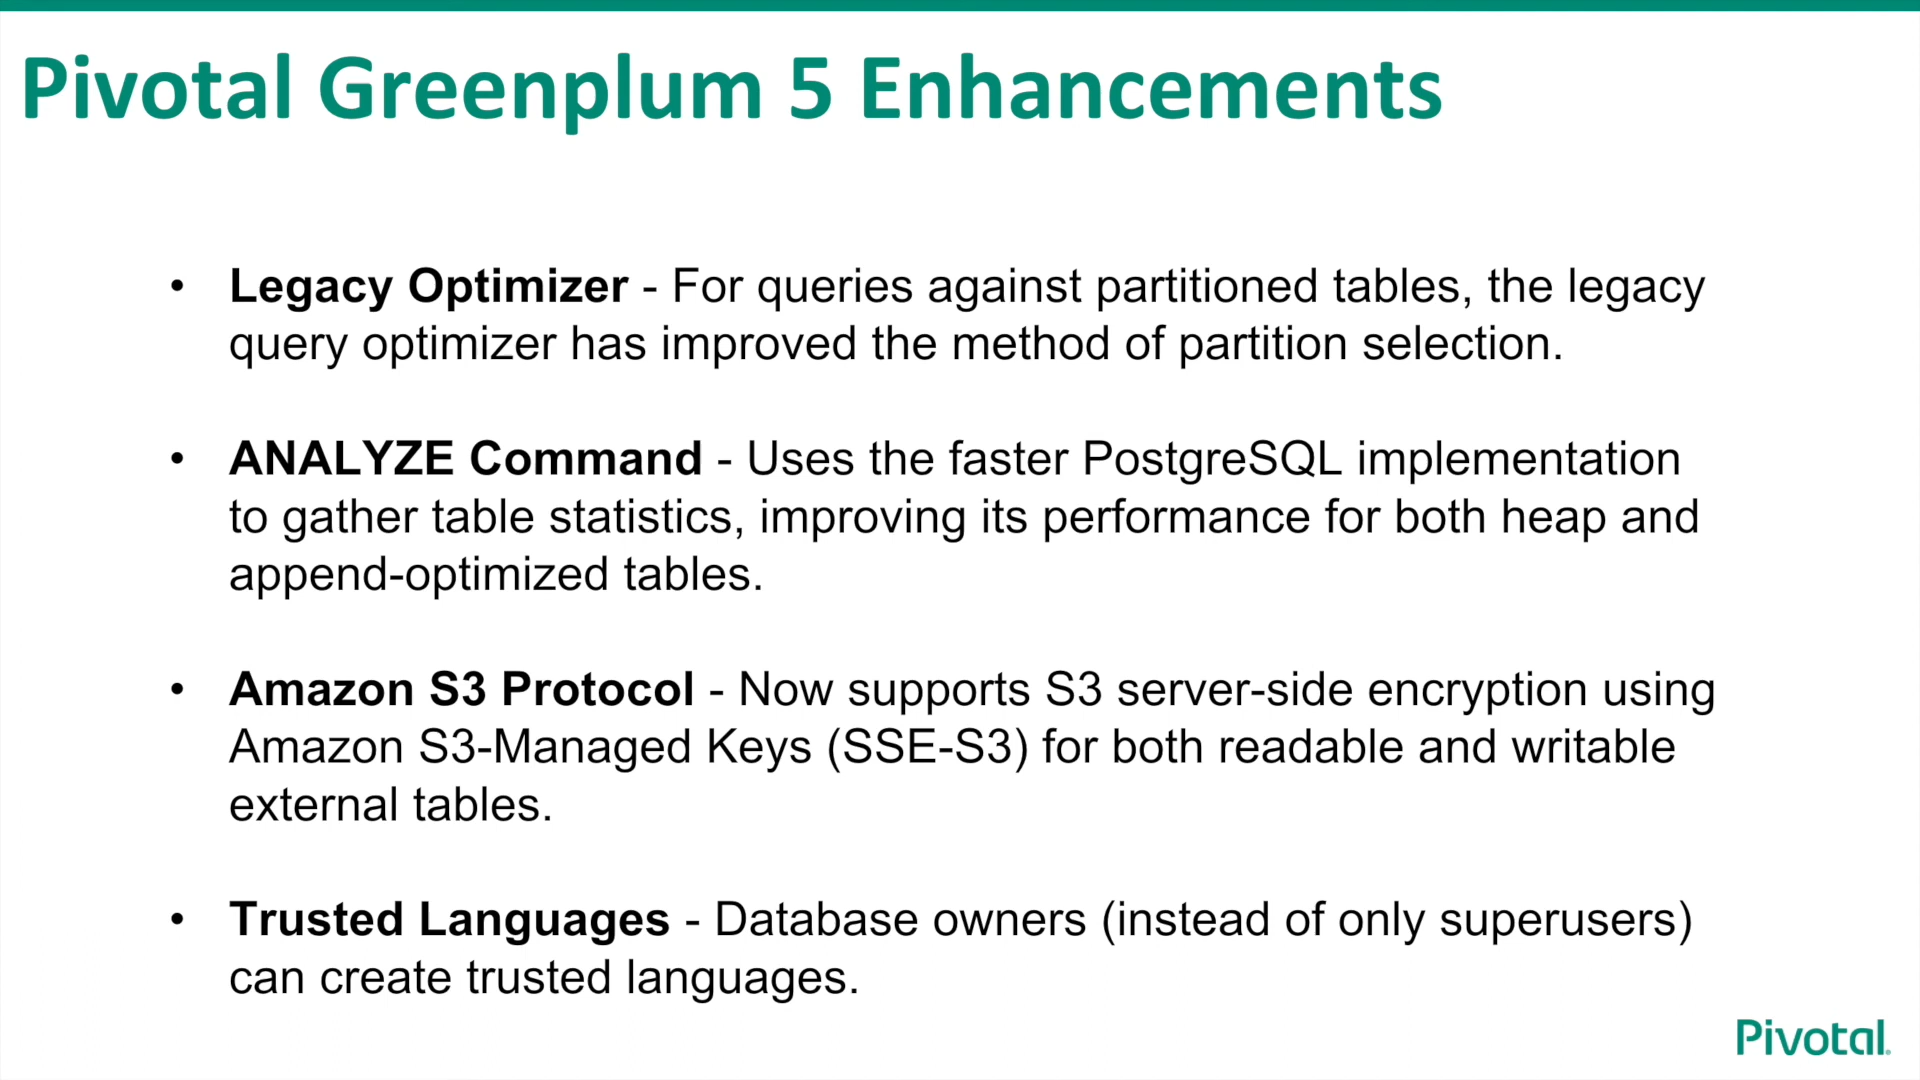 Pivotal Greenplum 5 Enhancements
• Legacy Optimizer - For queries against partitioned tables, the legacy
query optimizer has improved the method of partition selection.
• ANALYZE Command - Uses the faster PostgreSQL implementation
to gather table statistics, improving its performance for both heap and
append-optimized tables.
• Amazon S3 Protocol - Now supports S3 server-side encryption using
Amazon S3-Managed Keys (SSE-S3) for both readable and writable
external tables.
• Trusted Languages - Database owners (instead of only superusers)
can create trusted languages.
Pivotal.